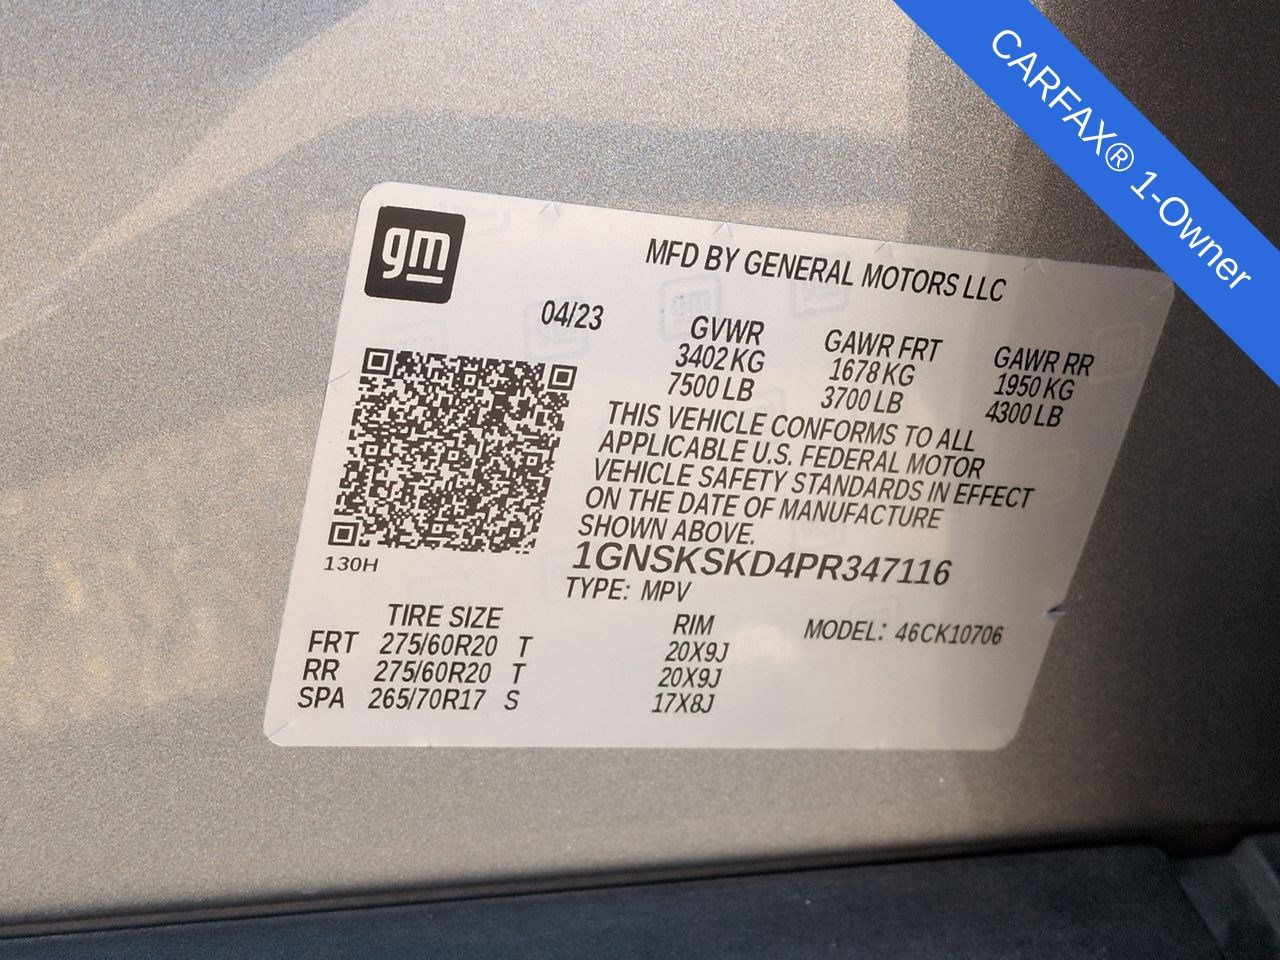 CARFAX® 1-Owner
gm
MFD BY GENERAL MOTORS LLC
04/23
GVWR GAWR FRT GAWR RR
3402 KG 1678 KG 1950 KG
7500 LB 3700 LB 4300 LB
THIS VEHICLE CONFORMS TO ALL
APPLICABLE U.S. FEDERAL MOTOR
VEHICLE SAFETY STANDARDS IN EFFECT
ON THE DATE OF MANUFACTURE
SHOWN ABOVE.
130H
1GNSKSKD4PR347116
TYPE: MPV
TIRE SIZE RIM MODEL: 46CK10706
FRT 275/60R20 T 20X9J
RR 275/60R20 T 20X9J
SPA 265/70R17 S 17X8J